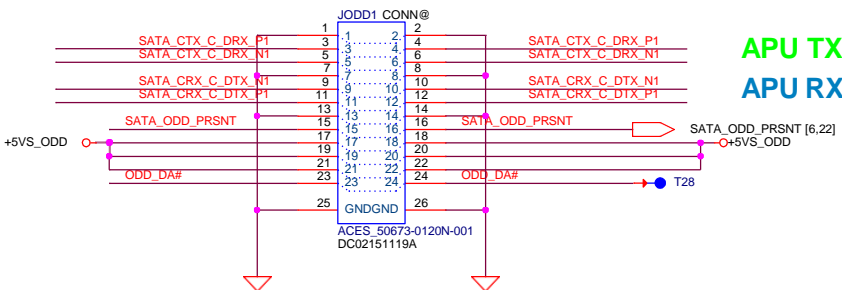 JODD1 CONN@
1 2
1 2
SATA_CTX_C_DRX_P1 3 4 SATA_CTX_C_DRX_P1 APU TX
3 4
SATA_CTX_C_DRX_N1 5 6 SATA_CTX_C_DRX_N1
5 6
7 8
7 8
SATA_CRX_C_DTX_N1 9 10 SATA_CRX_C_DTX_N1 APU RX
9 10
SATA_CRX_C_DTX_P1 11 12 SATA_CRX_C_DTX_P1
11 12
13 14
13 14
SATA_ODD_PRSNT 15 16 SATA_ODD_PRSNT SATA_ODD_PRSNT [6,22]
15 16
+5VS_ODD 17 18 +5VS_ODD
17 18
19 20
19 20
21 22
21 22
ODD_DA# 23 24 ODD_DA# T28
23 24
25 26
GND GND
ACES_50673-0120N-001
DC02151119A